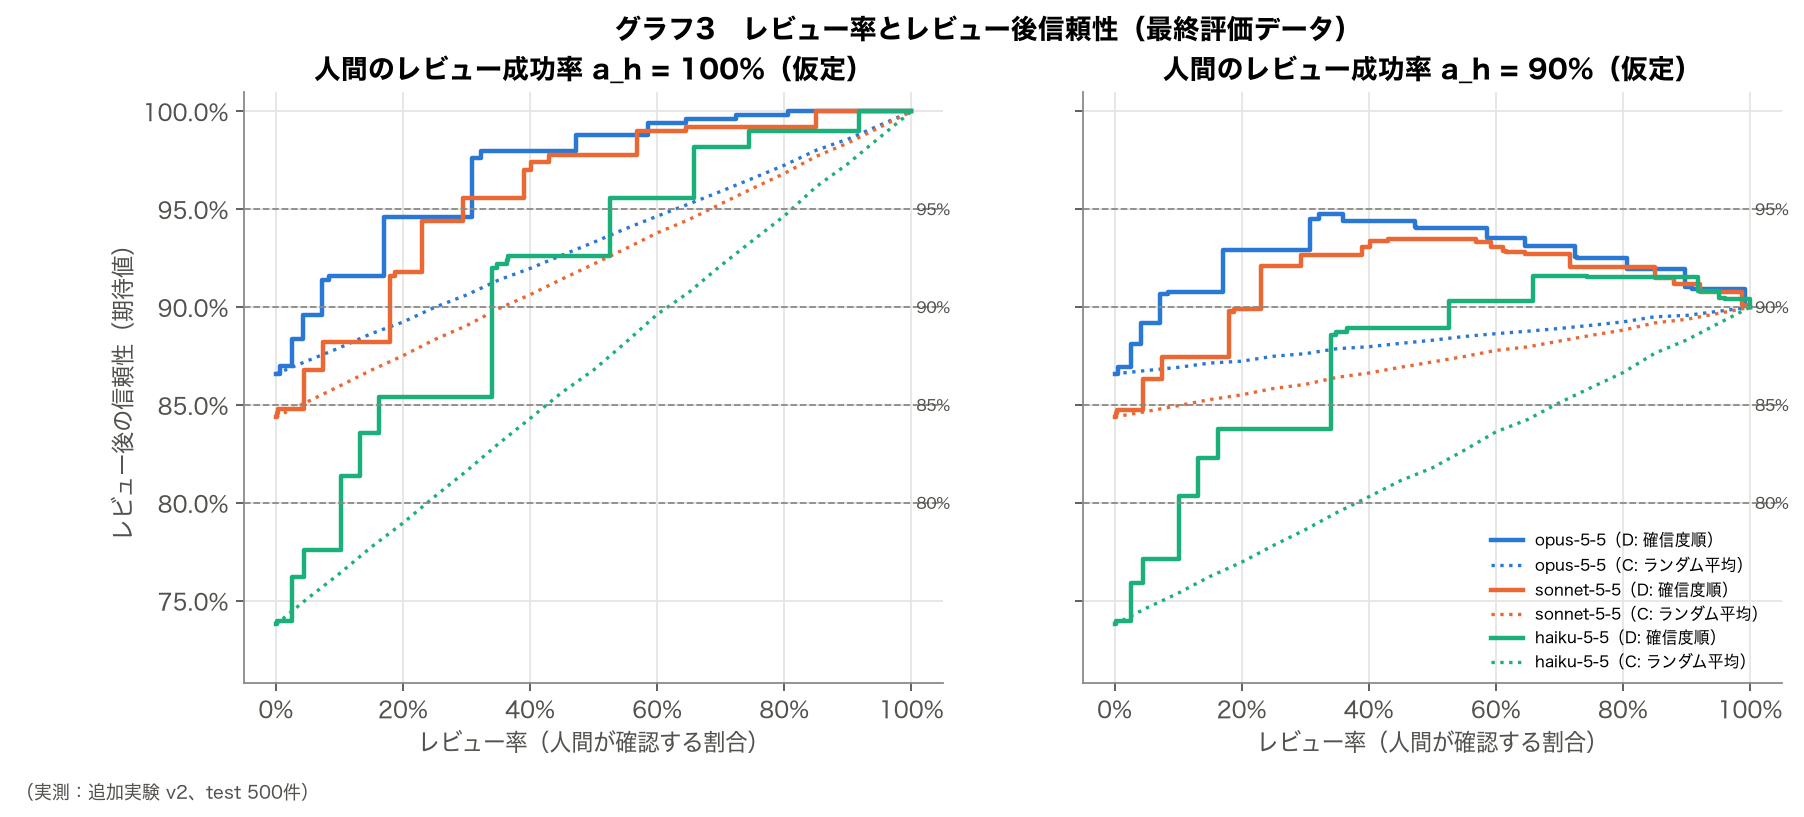 グラフ3　レビュー率とレビュー後信頼性（最終評価データ）
人間のレビュー成功率 a_h = 100%（仮定）
人間のレビュー成功率 a_h = 90%（仮定）
レビュー後の信頼性（期待値）
100.0%
95.0%
90.0%
85.0%
80.0%
75.0%
95%
90%
85%
80%
0% 20% 40% 60% 80% 100%
レビュー率（人間が確認する割合）
95%
90%
85%
80%
opus-5-5（D: 確信度順）
opus-5-5（C: ランダム平均）
sonnet-5-5（D: 確信度順）
sonnet-5-5（C: ランダム平均）
haiku-5-5（D: 確信度順）
haiku-5-5（C: ランダム平均）
0% 20% 40% 60% 80% 100%
レビュー率（人間が確認する割合）
（実測：追加実験 v2、test 500件）